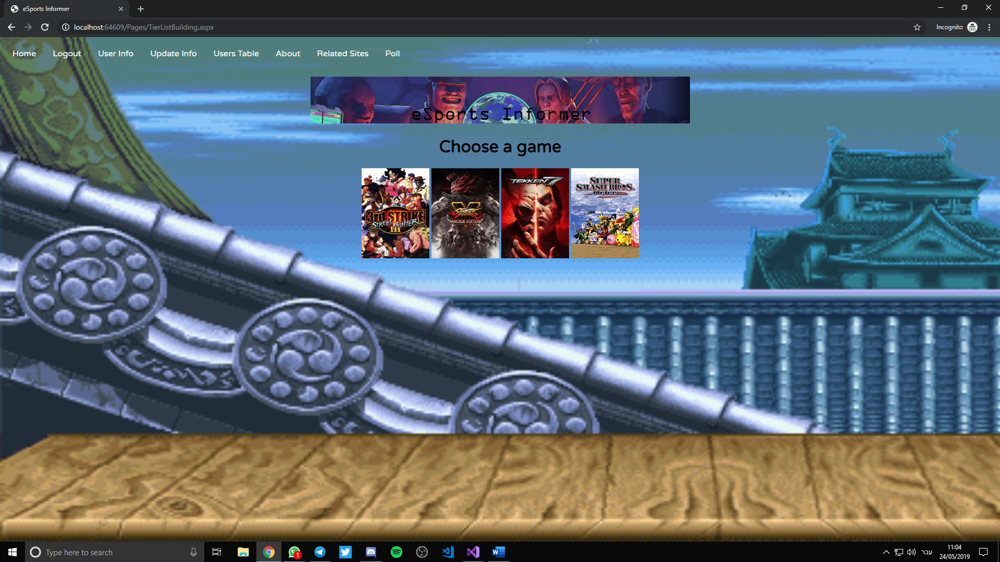 eSports Informer
localhost:64609/Pages/TierListBuilding.aspx
Incognito
Home Logout User Info Update Info Users Table About Related Sites Poll
eSports Informer
Choose a game
3rd STRIKE
STREET FIGHTER
III
V
STREET FIGHTER
ARCADE EDITION
TEKKEN 7
SUPER
SMASH BROS.
Melee
Type here to search
1
עבר
11:04
24/05/2019